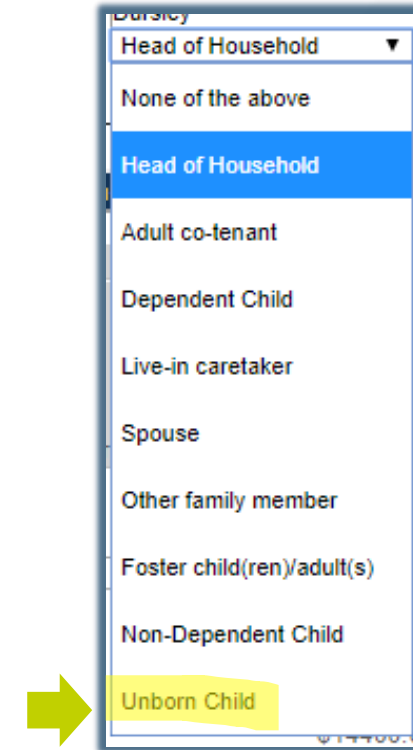 Bursley
Head of Household
None of the above
Head of Household
Adult co-tenant
Dependent Child
Live-in caretaker
Spouse
Other family member
Foster child(ren)/adult(s)
Non-Dependent Child
Unborn Child